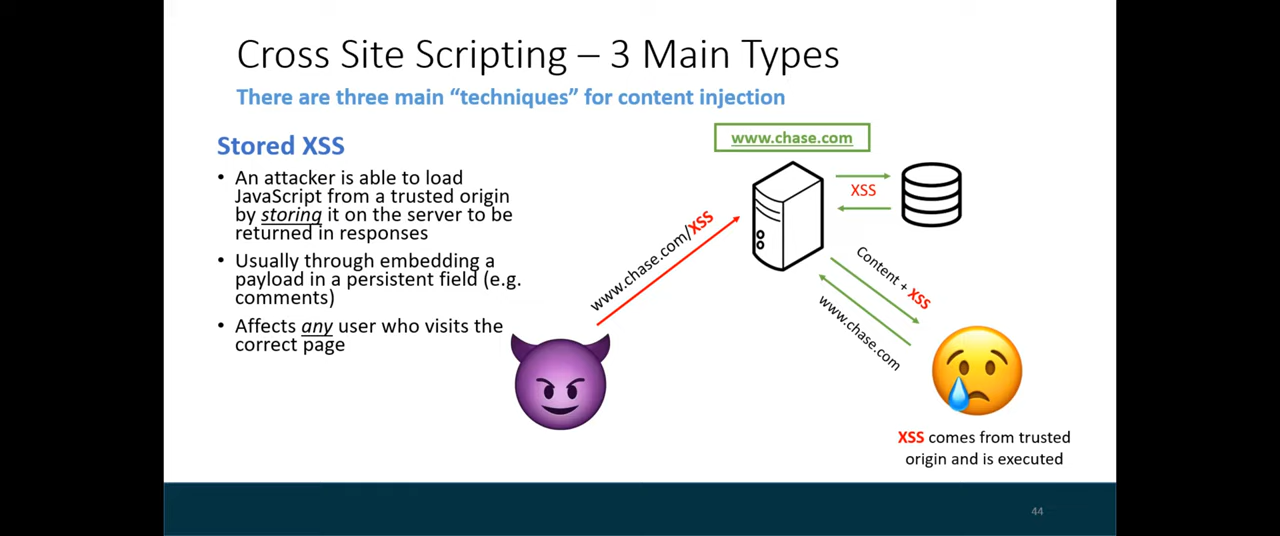 Cross Site Scripting – 3 Main Types
There are three main “techniques” for content injection
Stored XSS
• An attacker is able to load
JavaScript from a trusted origin
by storing it on the server to be
returned in responses
• Usually through embedding a
payload in a persistent field (e.g.
comments)
• Affects any user who visits the
correct page
www.chase.com
XSS
www.chase.com/XSS
Content + XSS
www.chase.com
XSS comes from trusted
origin and is executed
44